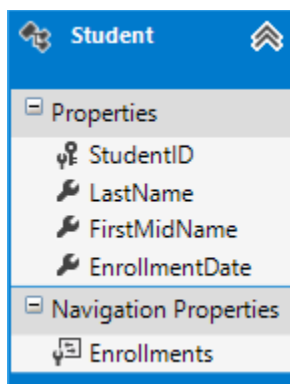 Student
Properties
StudentID
LastName
FirstMidName
EnrollmentDate
Navigation Properties
Enrollments